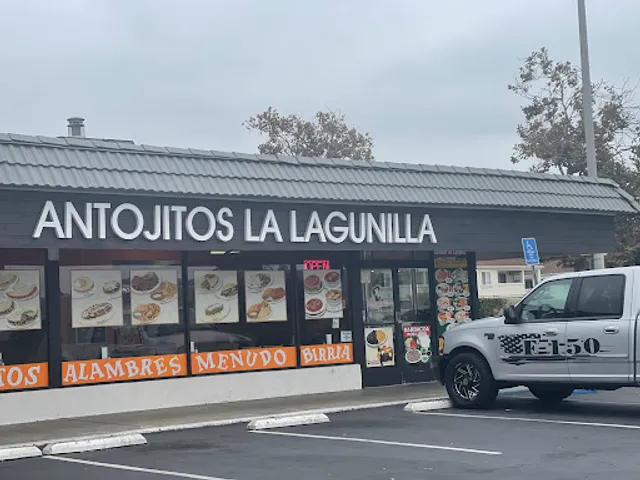 ANTOJITOS LA LAGUNILLA
OPEN
TOS
ALAMBRES
MENUDO
BIRRIA
F-150